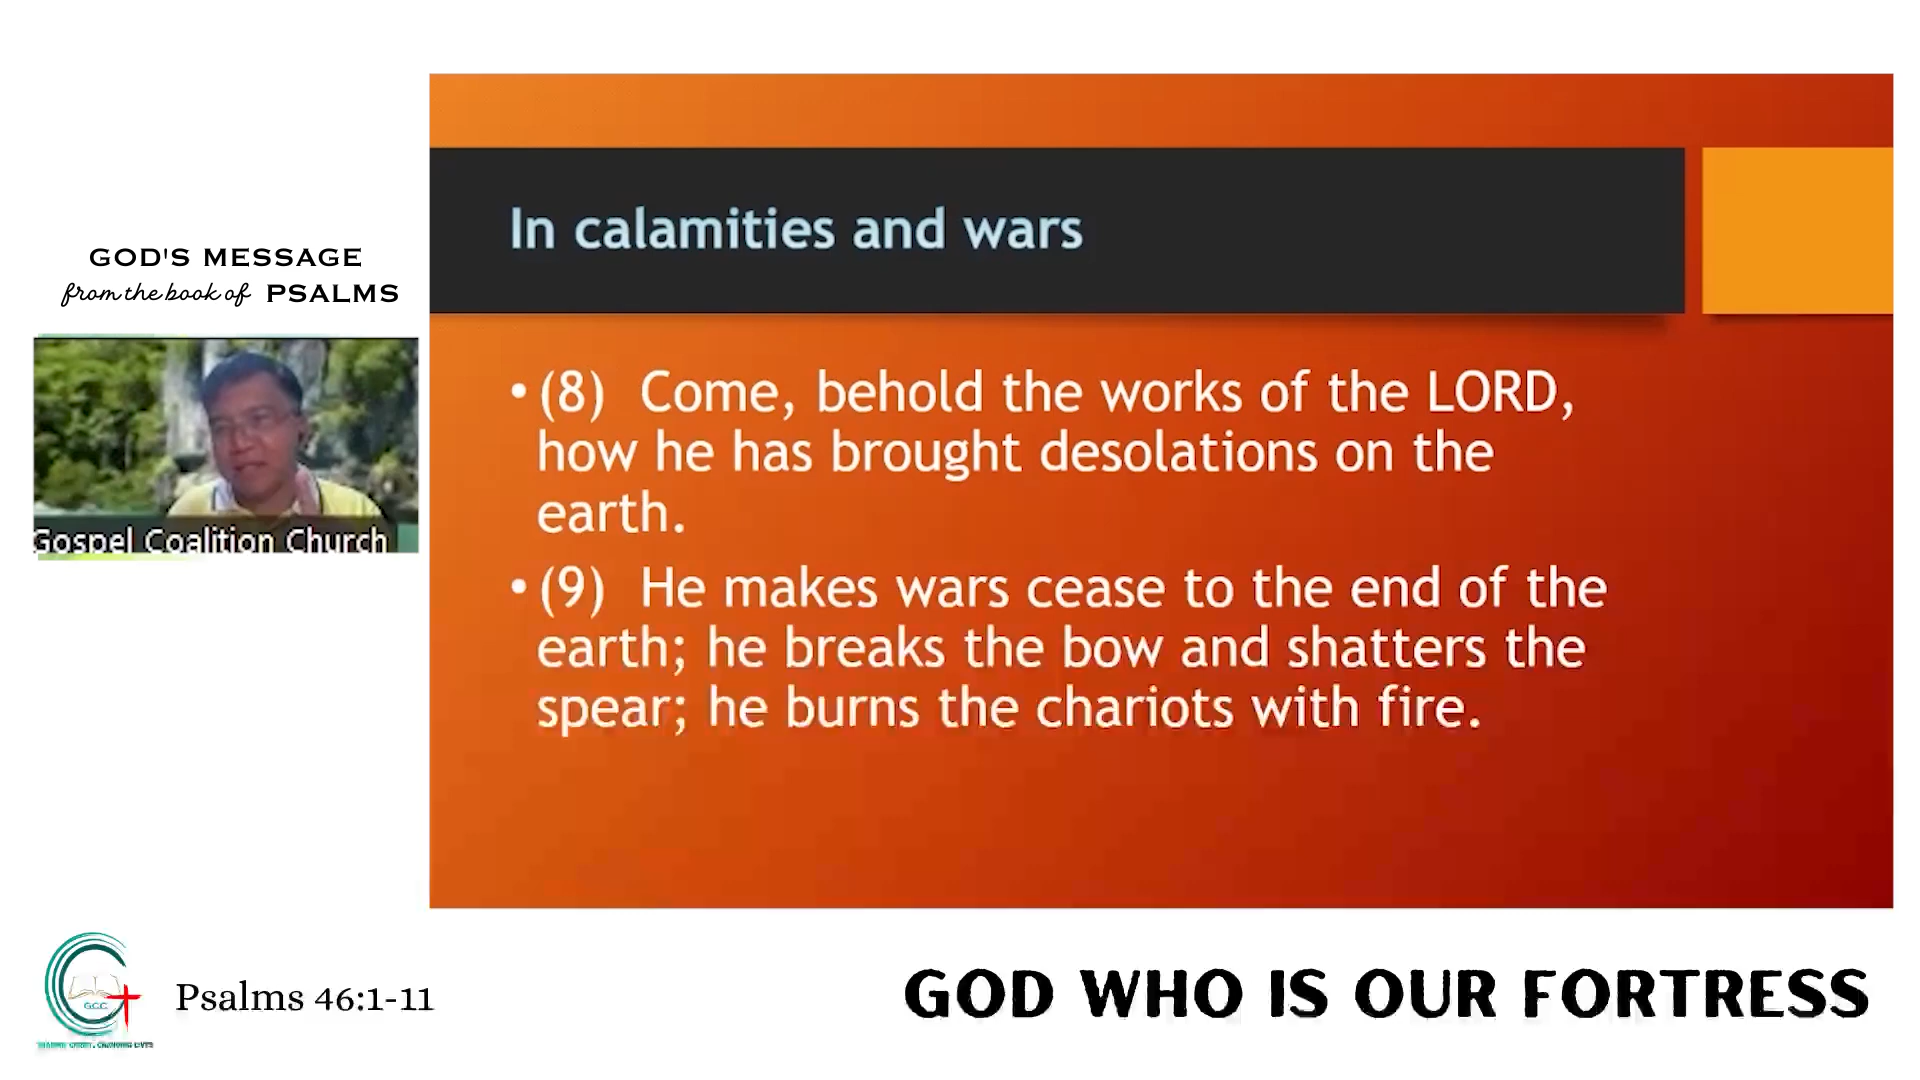 GOD'S MESSAGE
from the book of PSALMS
Gospel Coalition Church
In calamities and wars
• (8) Come, behold the works of the LORD,
how he has brought desolations on the
earth.
• (9) He makes wars cease to the end of the
earth; he breaks the bow and shatters the
spear; he burns the chariots with fire.
G.C.C.
Psalms 46:1-11
GOD WHO IS OUR FORTRESS